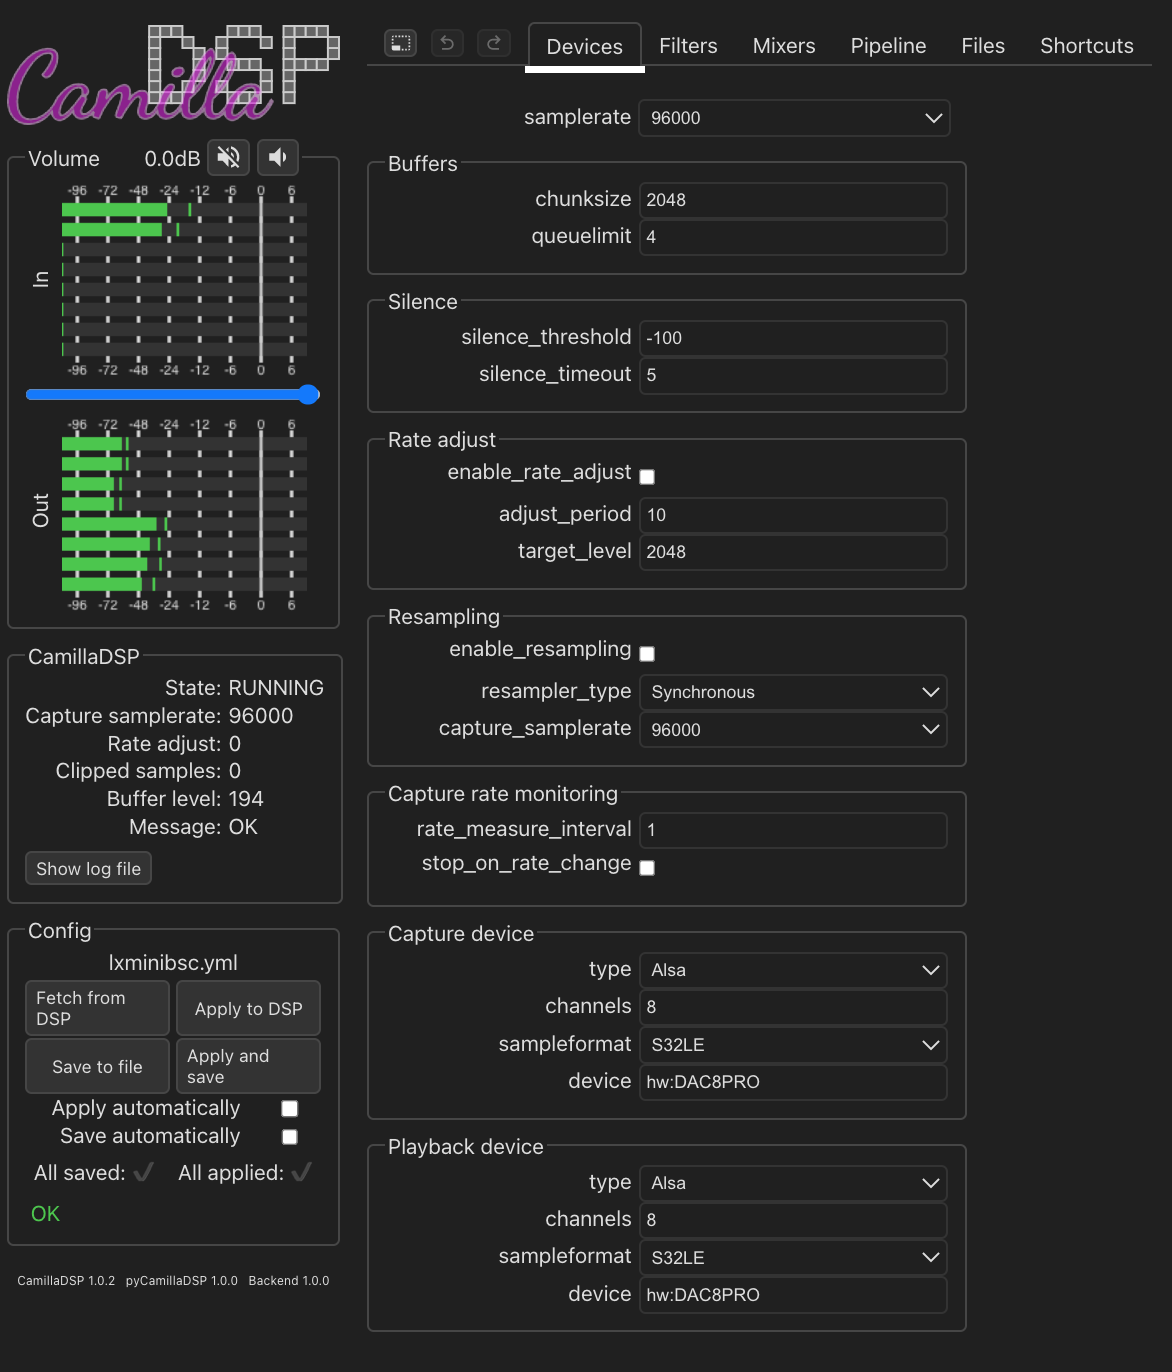 CamillaDSP
Devices
Filters
Mixers
Pipeline
Files
Shortcuts
Volume 0.0dB
-96 -72 -48 -24 -12 -6 0 6
In
-96 -72 -48 -24 -12 -6 0 6
-96 -72 -48 -24 -12 -6 0 6
Out
-96 -72 -48 -24 -12 -6 0 6
CamillaDSP
State: RUNNING
Capture samplerate: 96000
Rate adjust: 0
Clipped samples: 0
Buffer level: 194
Message: OK
Show log file
Config
lxminibsc.yml
Fetch from
DSP
Apply to DSP
Save to file
Apply and
save
Apply automatically
Save automatically
All saved: ✓ All applied: ✓
OK
CamillaDSP 1.0.2 pyCamillaDSP 1.0.0 Backend 1.0.0
samplerate 96000
Buffers
chunksize 2048
queuelimit 4
Silence
silence_threshold -100
silence_timeout 5
Rate adjust
enable_rate_adjust
adjust_period 10
target_level 2048
Resampling
enable_resampling
resampler_type Synchronous
capture_samplerate 96000
Capture rate monitoring
rate_measure_interval 1
stop_on_rate_change
Capture device
type Alsa
channels 8
sampleformat S32LE
device hw:DAC8PRO
Playback device
type Alsa
channels 8
sampleformat S32LE
device hw:DAC8PRO